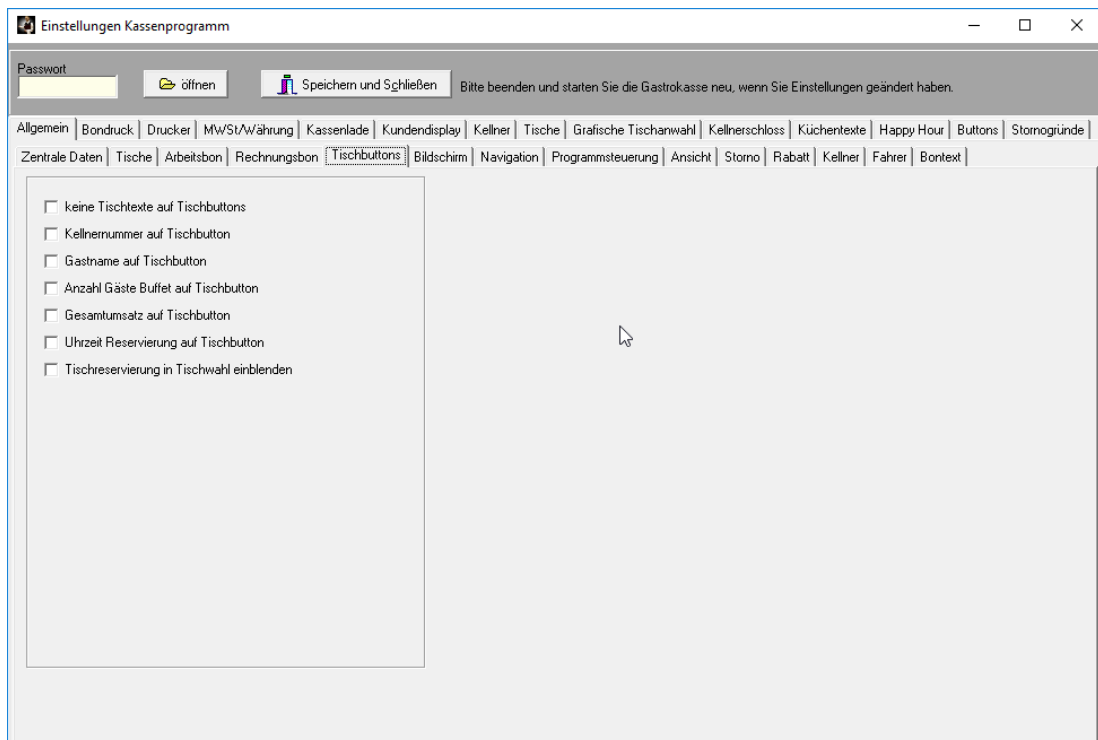 Einstellungen Kassenprogramm
Passwort
öffnen
Speichern und Schließen
Bitte beenden und starten Sie die Gastrokasse neu, wenn Sie Einstellungen geändert haben.
Allgemein Bondruck Drucker MWSt/Währung Kassenlade Kundendisplay Kellner Tische Grafische Tischanwahl Kellnerschloss Küchentexte Happy Hour Buttons Stornogründe
Zentrale Daten Tische Arbeitsbon Rechnungsbon Tischbuttons Bildschirm Navigation Programmsteuerung Ansicht Storno Rabatt Kellner Fahrer Bontext
keine Tischtexte auf Tischbuttons
Kellnernummer auf Tischbutton
Gastname auf Tischbutton
Anzahl Gäste Buffet auf Tischbutton
Gesamtumsatz auf Tischbutton
Uhrzeit Reservierung auf Tischbutton
Tischreservierung in Tischwahl einblenden